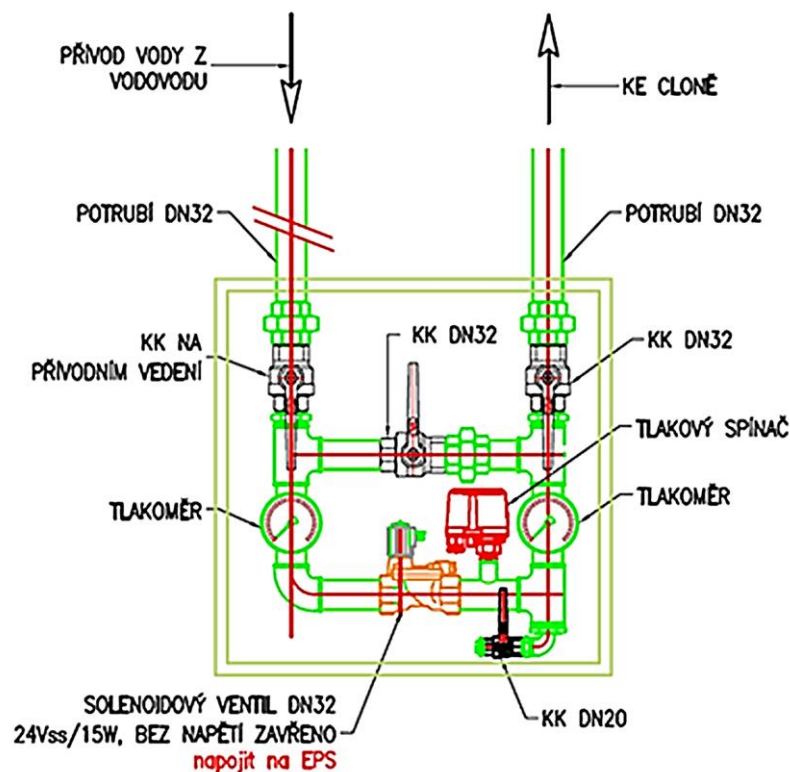 PŘÍVOD VODY Z
VODOVODU
KE CLONĚ
POTRUBÍ DN32
POTRUBÍ DN32
KK NA
PŘÍVODNÍM VEDENÍ
KK DN32
KK DN32
TLAKOVÝ SPÍNAČ
TLAKOMĚR
TLAKOMĚR
SOLENOIDOVÝ VENTIL DN32
24Vss/15W, BEZ NAPĚTÍ ZAVŘENO
napojit na EPS
KK DN20